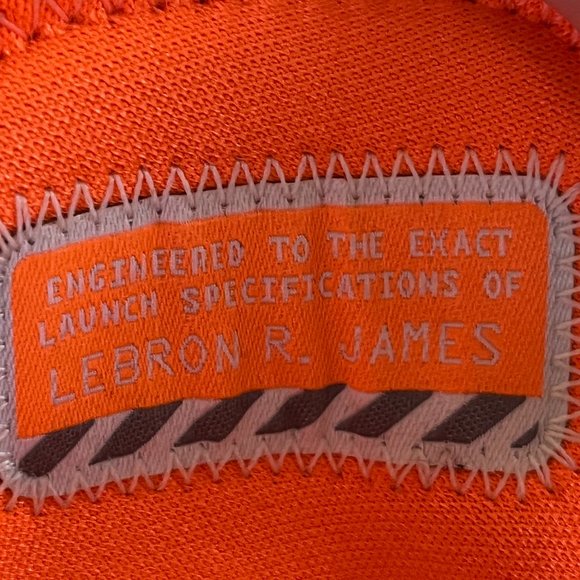 ENGINEERED TO THE EXACT
LAUNCH SPECIFICATIONS OF
LEBRON R. JAMES